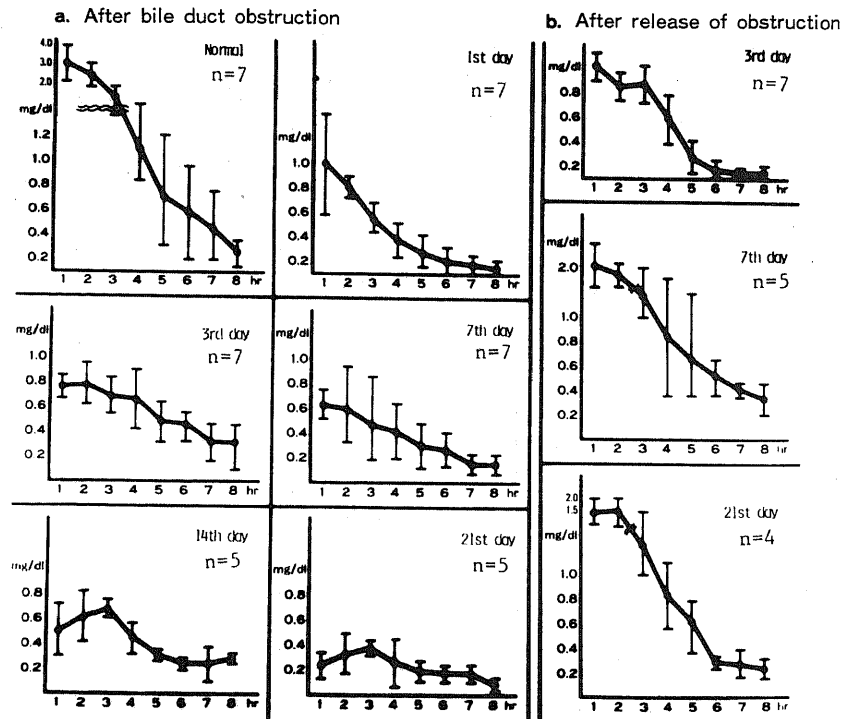 a. After bile duct obstruction
Normal
n=7
4.0
3.0
2.0
mg/dl
1.2
1.0
0.8
0.6
0.4
0.2
1 2 3 4 5 6 7 8 hr
1st day
n=7
mg/dl
1.0
0.8
0.6
0.4
0.2
1 2 3 4 5 6 7 8 hr
3rd day
n=7
mg/dl
1.0
0.8
0.6
0.4
0.2
1 2 3 4 5 6 7 8 hr
7th day
n=7
mg/dl
1.0
0.8
0.6
0.4
0.2
1 2 3 4 5 6 7 8 hr
14th day
n=5
mg/dl
0.8
0.6
0.4
0.2
1 2 3 4 5 6 7 8 hr
21st day
n=5
mg/dl
0.8
0.6
0.4
0.2
1 2 3 4 5 6 7 8 hr
b. After release of obstruction
3rd day
n=7
mg/dl
0.8
0.6
0.4
0.2
1 2 3 4 5 6 7 8 hr
7th day
n=5
mg/dl
2.0
1.0
0.8
0.6
0.4
0.2
1 2 3 4 5 6 7 8 hr
21st day
n=4
2.0
1.5
mg/dl
1.0
0.8
0.6
0.4
0.2
1 2 3 4 5 6 7 8 hr